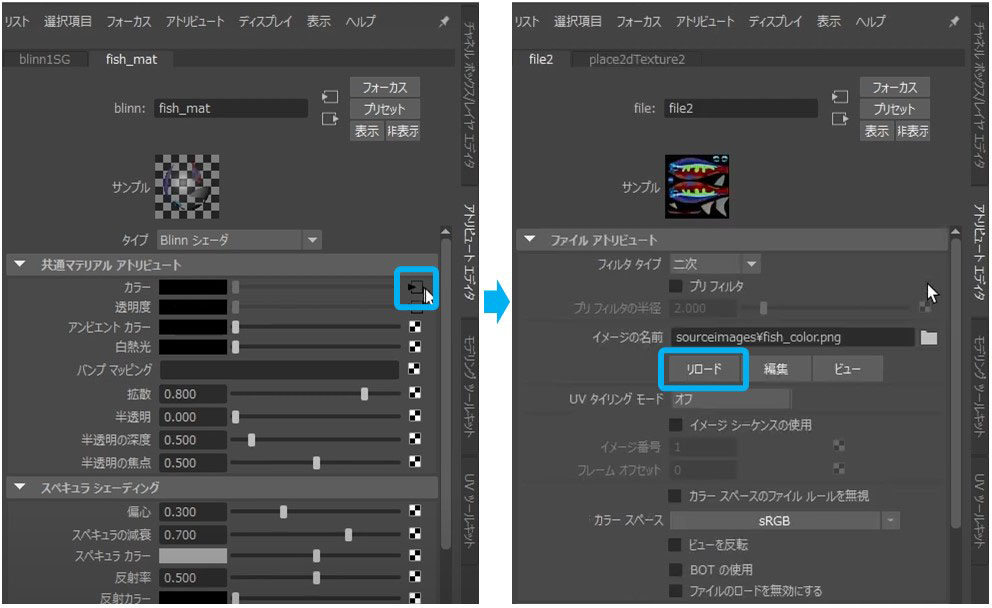 リスト 選択項目 フォーカス アトリビュート ディスプレイ 表示 ヘルプ
blinn1SG fish_mat
フォーカス
blinn: fish_mat
プリセット
表示 非表示
サンプル
タイプ Blinn シェーダ
共通マテリアル アトリビュート
カラー
透明度
アンビエント カラー
白熱光
バンプ マッピング
拡散 0.800
半透明 0.000
半透明の深度 0.500
半透明の焦点 0.500
スペキュラ シェーディング
偏心 0.300
スペキュラの減衰 0.700
スペキュラ カラー
反射率 0.500
反射カラー
チャネル ボックス/レイヤ エディタ
アトリビュート エディタ
モデリング ツールキット
UV ツールキット
リスト 選択項目 フォーカス アトリビュート ディスプレイ 表示 ヘルプ
file2 place2dTexture2
フォーカス
file: file2
プリセット
表示 非表示
サンプル
ファイル アトリビュート
フィルタ タイプ 二次
プリ フィルタ
プリ フィルタの半径 2.000
イメージの名前 sourceimages¥fish_color.png
リロード 編集 ビュー
UV タイリング モード オフ
イメージ シーケンスの使用
イメージ番号 1
フレーム オフセット 0
カラー スペースのファイル ルールを無視
カラー スペース sRGB
ビューを反転
BOT の使用
ファイルのロードを無効にする
チャネル ボックス/レイヤ エディタ
アトリビュート エディタ
モデリング ツールキット
UV ツールキット